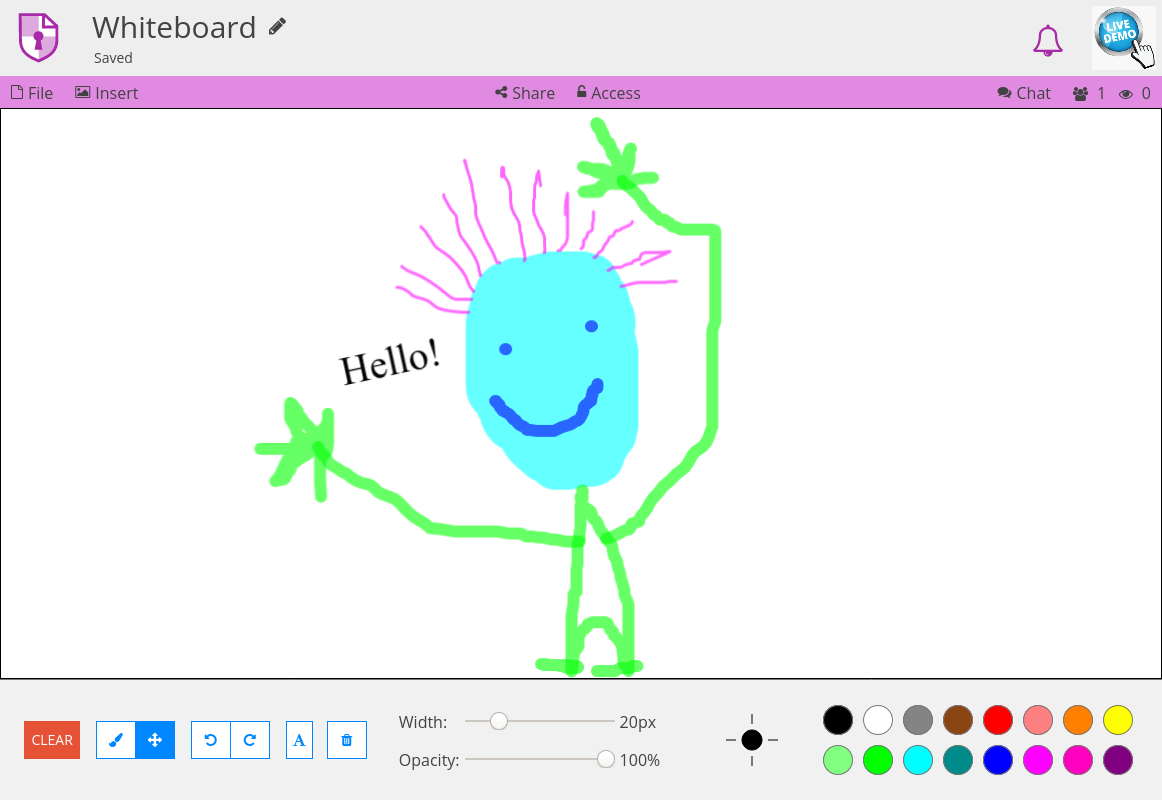 Whiteboard
Saved
LIVE DEMO
File Insert Share Access Chat 1 0
Hello!
CLEAR A Width: 20px
Opacity: 100%